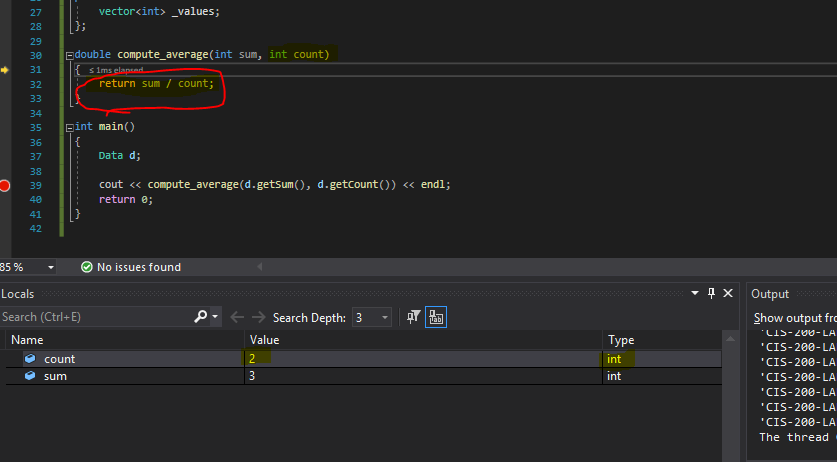 27 vector<int> _values;
28 };
29
30 double compute_average(int sum, int count)
31 { ≤ 1ms elapsed
32 return sum / count;
33 }
34
35 int main()
36 {
37 Data d;
38
39 cout << compute_average(d.getSum(), d.getCount()) << endl;
40 return 0;
41 }
42
85 % No issues found
Locals
Search (Ctrl+E) Search Depth: 3
Name Value Type
count 2 int
sum 3 int
Output
Show output fro
'CIS-200-LA
'CIS-200-LA
'CIS-200-LA
'CIS-200-LA
'CIS-200-LA
'CIS-200-LA
'CIS-200-LA
The thread